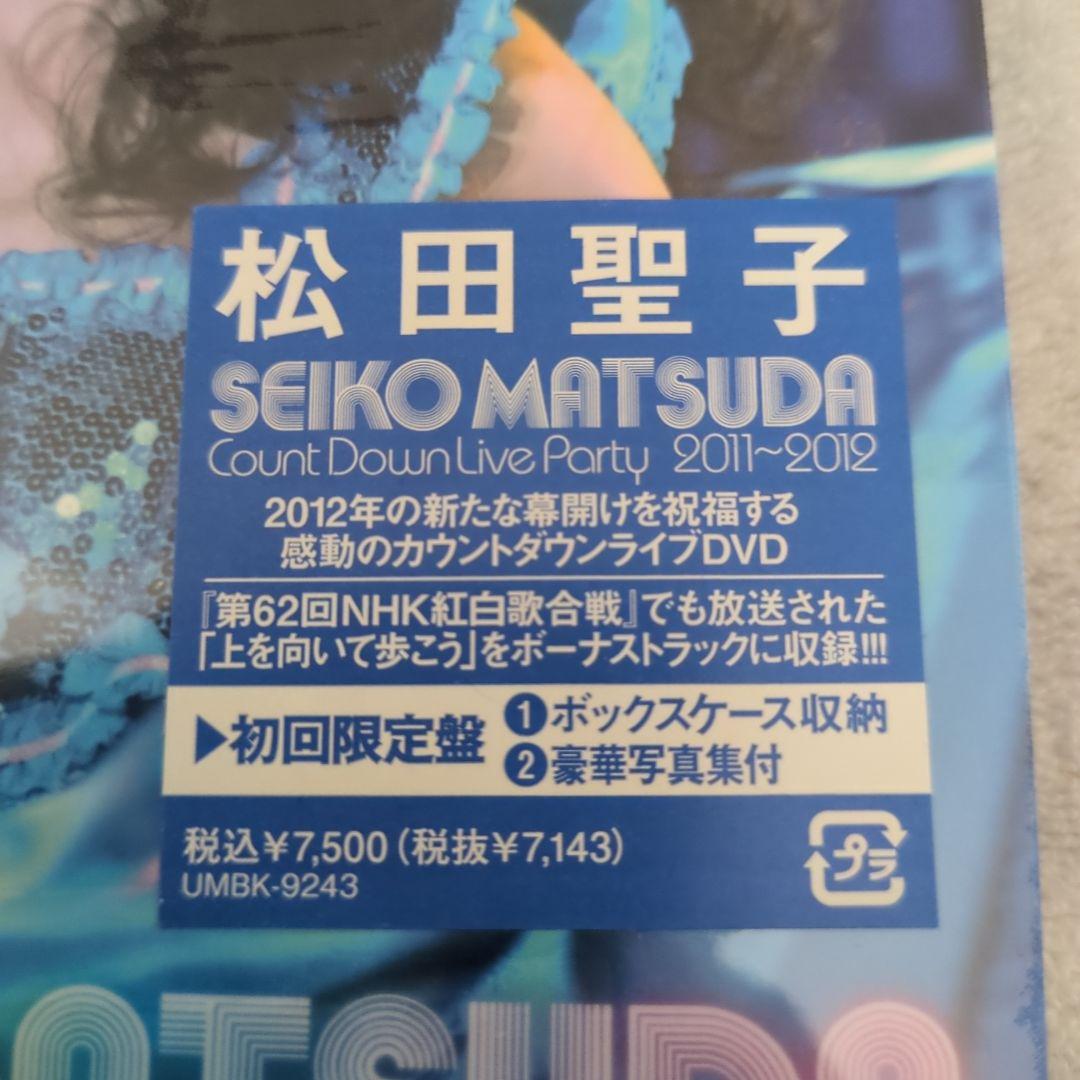 松田聖子
SEIKO MATSUDA
Count Down Live Party 2011~2012
2012年の新たな幕開けを祝福する
感動のカウントダウンライブDVD
『第62回NHK紅白歌合戦』でも放送された
「上を向いて歩こう」をボーナストラックに収録!!!
▶初回限定盤
❶ボックスケース収納
❷豪華写真集付
税込¥7,500(税抜¥7,143)
UMBK-9243
プラ
ATSUDA